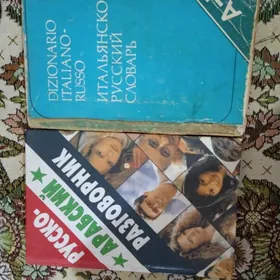 DIZIONARIO
ITALIANO-
RUSSO
ИТАЛЬЯНСКО
РУССКИЙ
СЛОВАРЬ
РУССКО-
АРАБСКИЙ
РАЗГОВОРНИК